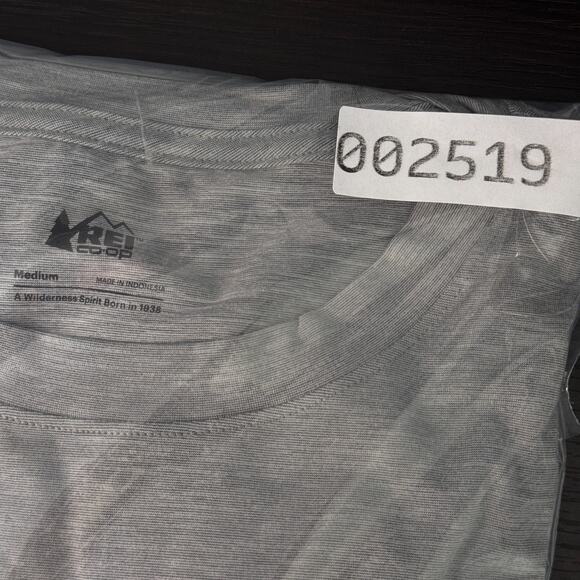 002519
REI
CO·OP
Medium MADE IN INDONESIA
A Wilderness Spirit Born in 1938